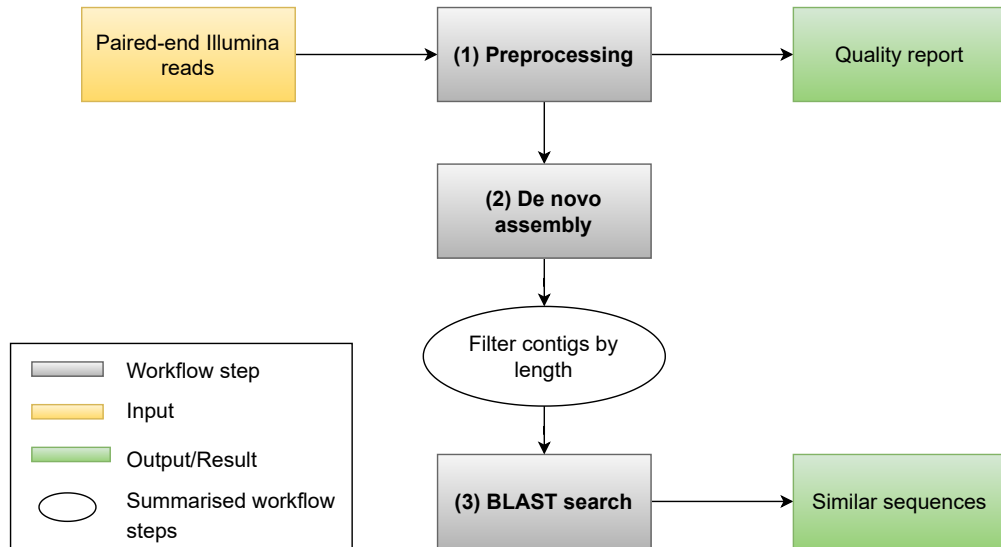 Paired-end Illumina
reads
(1) Preprocessing
Quality report
(2) De novo
assembly
Filter contigs by
length
(3) BLAST search
Similar sequences
Workflow step
Input
Output/Result
Summarised workflow
steps